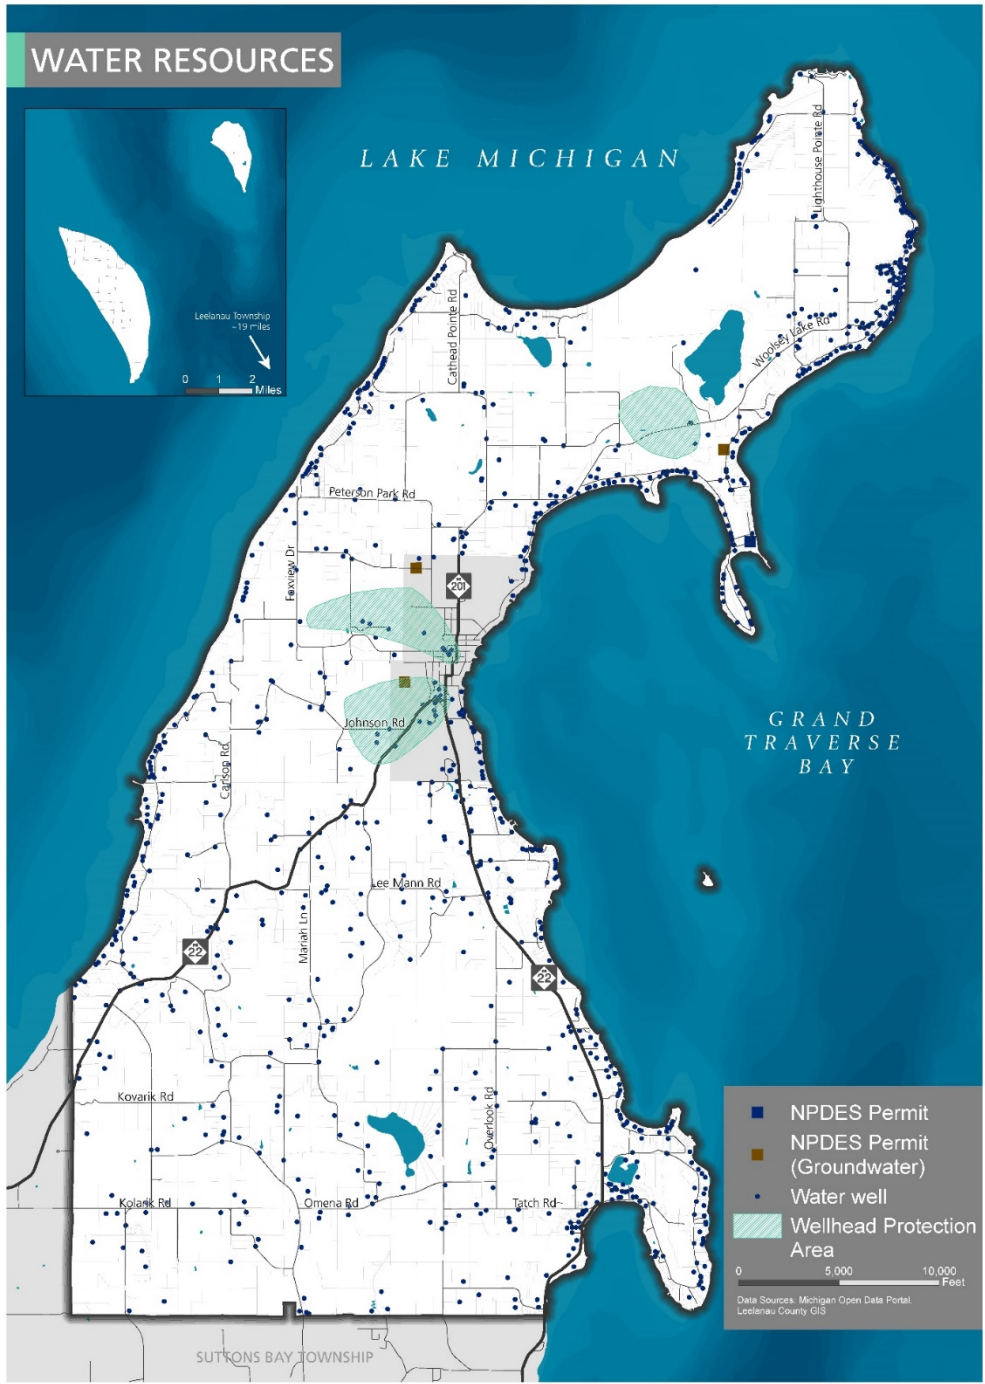 WATER RESOURCES
LAKE MICHIGAN
Lighthouse Pointe Rd
Leelanau Township
~19 miles
0 1 2
Miles
Cathead Pointe Rd
Woolsey Lake Rd
Peterson Park Rd
Foxview Dr
201
Johnson Rd
GRAND
TRAVERSE
BAY
Carlson Rd
Lee Mann Rd
Mariah Ln
22
22
Kovarik Rd
Overlook Rd
Kolarik Rd
Omena Rd
Tatch Rd
NPDES Permit
NPDES Permit
(Groundwater)
Water well
Wellhead Protection
Area
0 5,000 10,000
Feet
Data Sources: Michigan Open Data Portal.
Leelanau County GIS
SUTTONS BAY TOWNSHIP